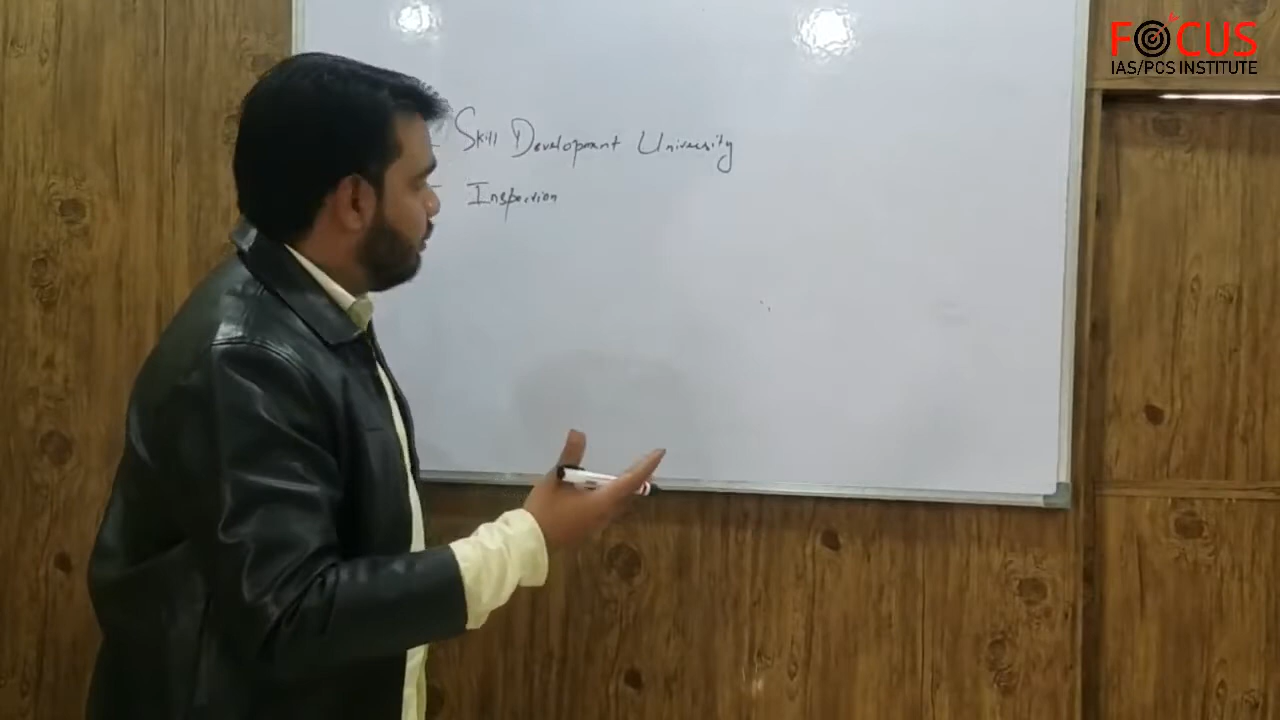 FOCUS
IAS/PCS INSTITUTE
- Skill Development University
- Inspection